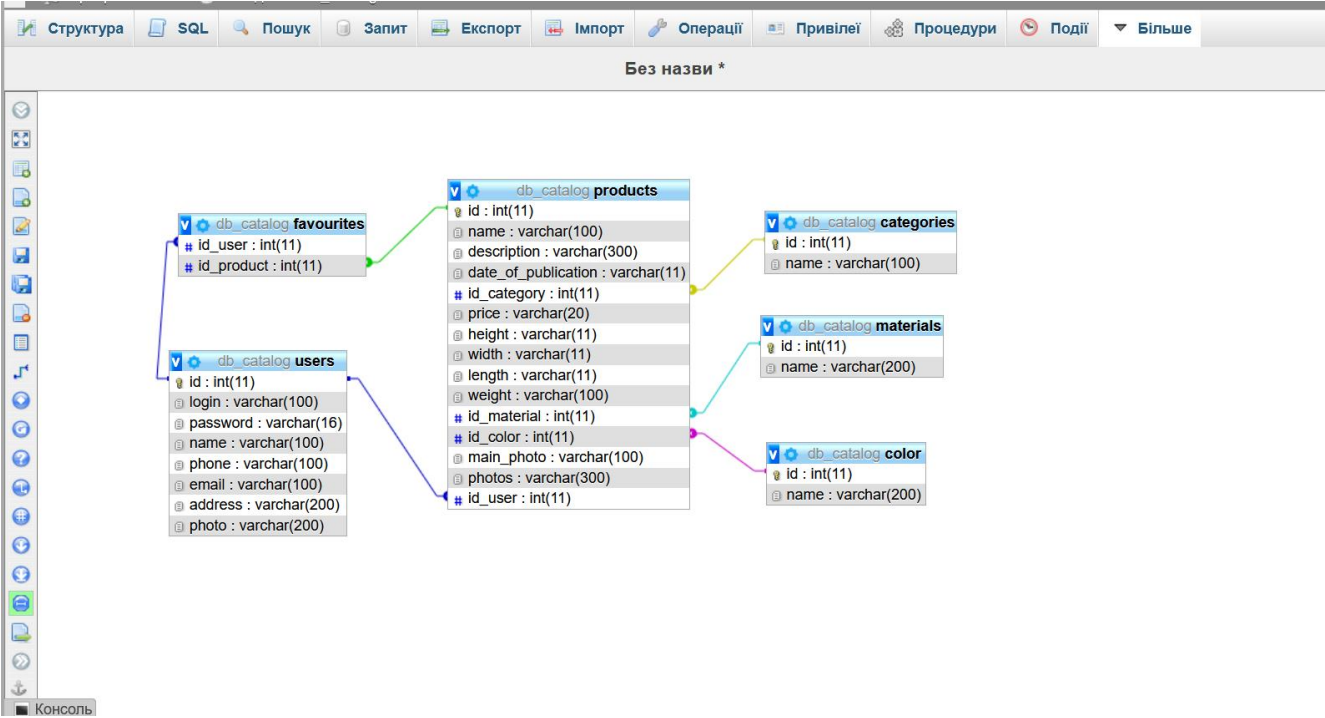 Структура SQL Пошук Запит Експорт Імпорт Операції Привілеї Процедури Події Більше
Без назви *
db_catalog favourites
id_user : int(11)
id_product : int(11)
db_catalog users
id : int(11)
login : varchar(100)
password : varchar(16)
name : varchar(100)
phone : varchar(100)
email : varchar(100)
address : varchar(200)
photo : varchar(200)
db_catalog products
id : int(11)
name : varchar(100)
description : varchar(300)
date_of_publication : varchar(11)
id_category : int(11)
price : varchar(20)
height : varchar(11)
width : varchar(11)
length : varchar(11)
weight : varchar(100)
id_material : int(11)
id_color : int(11)
main_photo : varchar(100)
photos : varchar(300)
id_user : int(11)
db_catalog categories
id : int(11)
name : varchar(100)
db_catalog materials
id : int(11)
name : varchar(200)
db_catalog color
id : int(11)
name : varchar(200)
Консоль